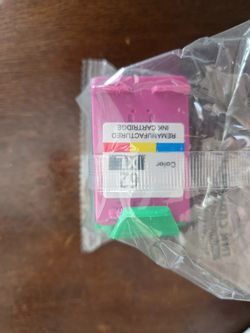 Color 62
XL
REMANUFACTURED
INK CARTRIDGE